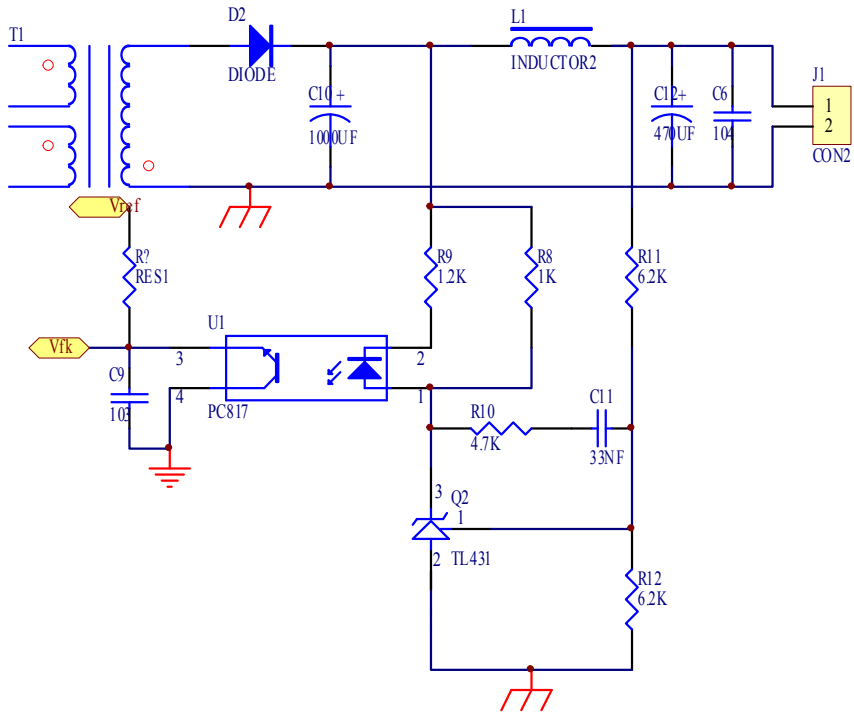 D2
T1
L1
DIODE
INDUCTOR2
C10
+
1000UF
C12+
470UF
C6
104
J1
1
2
CON2
Vref
R?
RES1
R9
1.2K
R8
1K
R11
6.2K
U1
Vfk
3
2
C9
103
4
1
PC817
R10
4.7K
C11
33NF
3
Q2
1
2
TL431
R12
6.2K